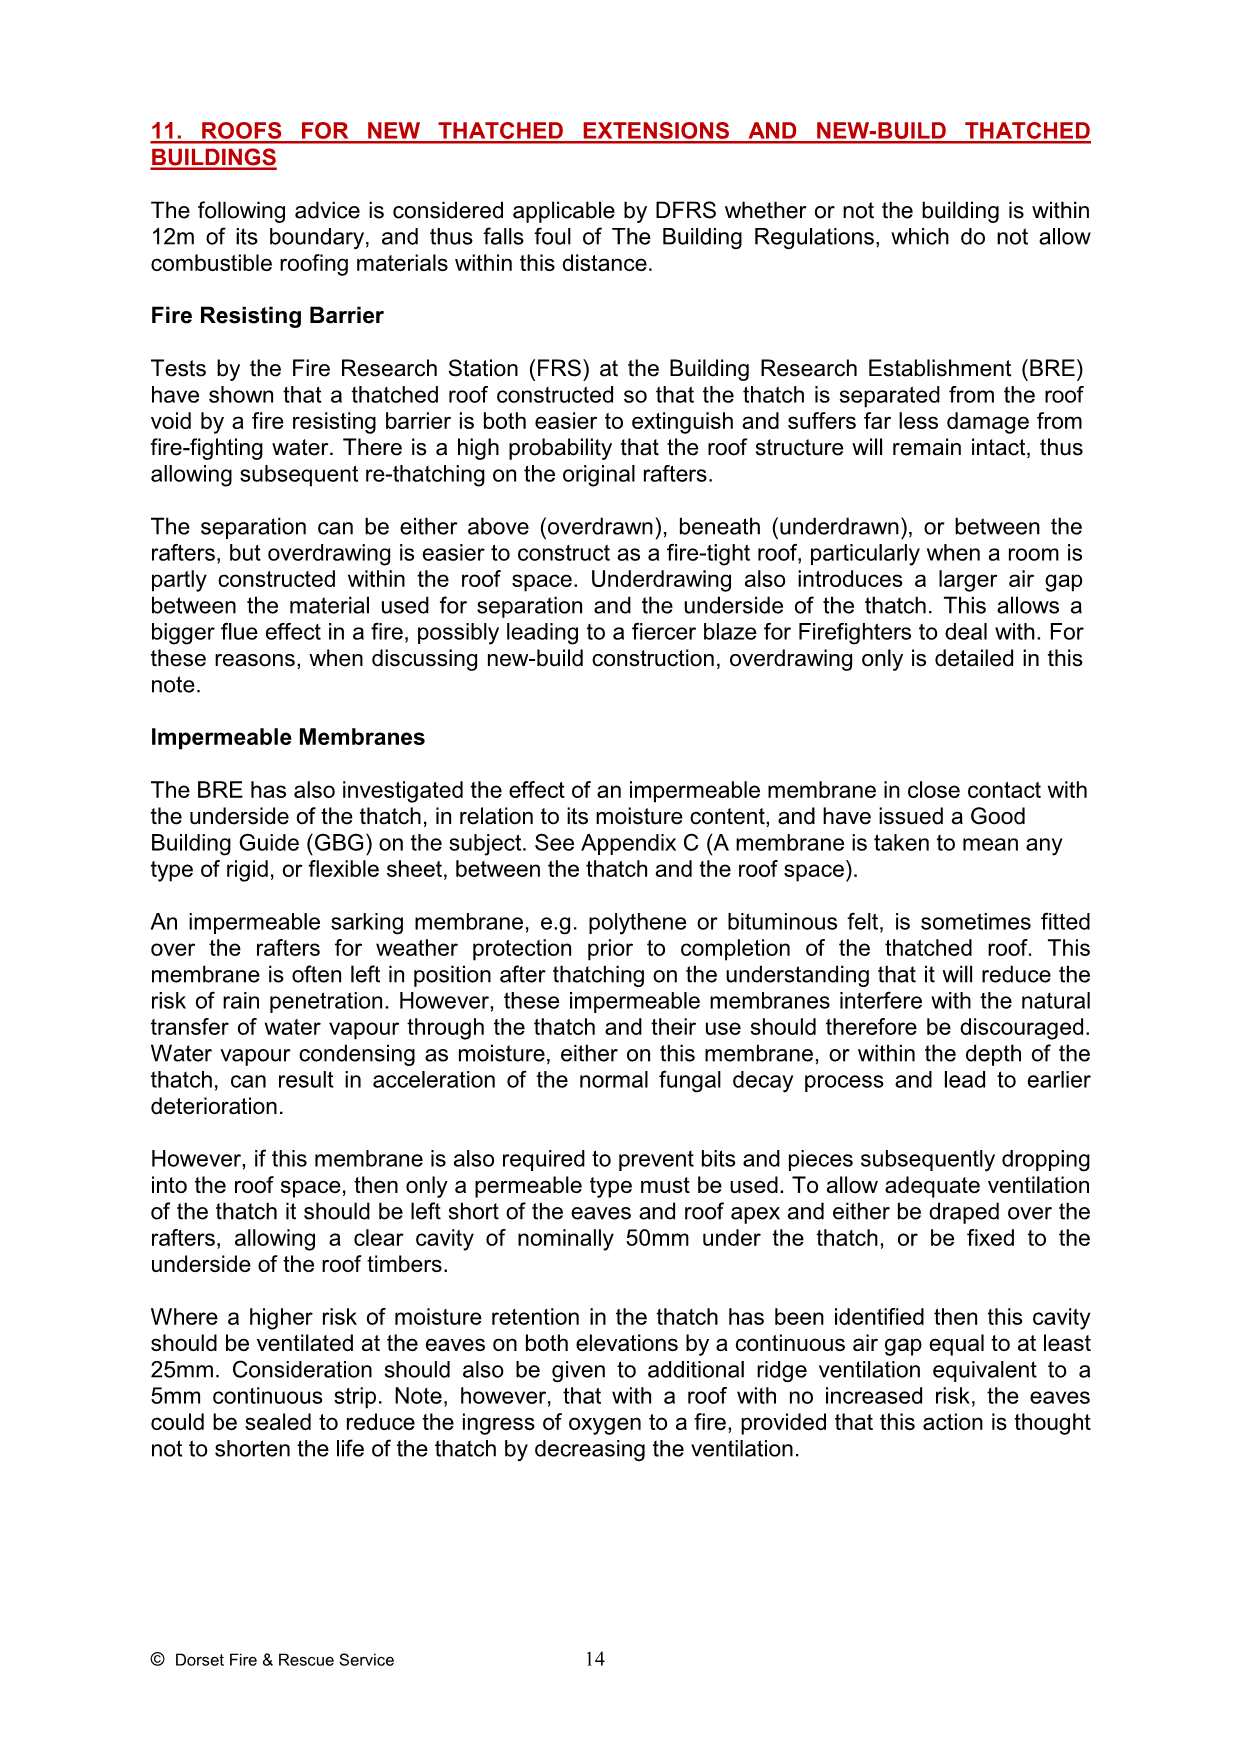 11. ROOFS FOR NEW THATCHED EXTENSIONS AND NEW-BUILD THATCHED
BUILDINGS
The following advice is considered applicable by DFRS whether or not the building is within
12m of its boundary, and thus falls foul of The Building Regulations, which do not allow
combustible roofing materials within this distance.
Fire Resisting Barrier
Tests by the Fire Research Station (FRS) at the Building Research Establishment (BRE)
have shown that a thatched roof constructed so that the thatch is separated from the roof
void by a fire resisting barrier is both easier to extinguish and suffers far less damage from
fire-fighting water. There is a high probability that the roof structure will remain intact, thus
allowing subsequent re-thatching on the original rafters.
The separation can be either above (overdrawn), beneath (underdrawn), or between the
rafters, but overdrawing is easier to construct as a fire-tight roof, particularly when a room is
partly constructed within the roof space. Underdrawing also introduces a larger air gap
between the material used for separation and the underside of the thatch. This allows a
bigger flue effect in a fire, possibly leading to a fiercer blaze for Firefighters to deal with. For
these reasons, when discussing new-build construction, overdrawing only is detailed in this
note.
Impermeable Membranes
The BRE has also investigated the effect of an impermeable membrane in close contact with
the underside of the thatch, in relation to its moisture content, and have issued a Good
Building Guide (GBG) on the subject. See Appendix C (A membrane is taken to mean any
type of rigid, or flexible sheet, between the thatch and the roof space).
An impermeable sarking membrane, e.g. polythene or bituminous felt, is sometimes fitted
over the rafters for weather protection prior to completion of the thatched roof. This
membrane is often left in position after thatching on the understanding that it will reduce the
risk of rain penetration. However, these impermeable membranes interfere with the natural
transfer of water vapour through the thatch and their use should therefore be discouraged.
Water vapour condensing as moisture, either on this membrane, or within the depth of the
thatch, can result in acceleration of the normal fungal decay process and lead to earlier
deterioration.
However, if this membrane is also required to prevent bits and pieces subsequently dropping
into the roof space, then only a permeable type must be used. To allow adequate ventilation
of the thatch it should be left short of the eaves and roof apex and either be draped over the
rafters, allowing a clear cavity of nominally 50mm under the thatch, or be fixed to the
underside of the roof timbers.
Where a higher risk of moisture retention in the thatch has been identified then this cavity
should be ventilated at the eaves on both elevations by a continuous air gap equal to at least
25mm. Consideration should also be given to additional ridge ventilation equivalent to a
5mm continuous strip. Note, however, that with a roof with no increased risk, the eaves
could be sealed to reduce the ingress of oxygen to a fire, provided that this action is thought
not to shorten the life of the thatch by decreasing the ventilation.
© Dorset Fire & Rescue Service 14